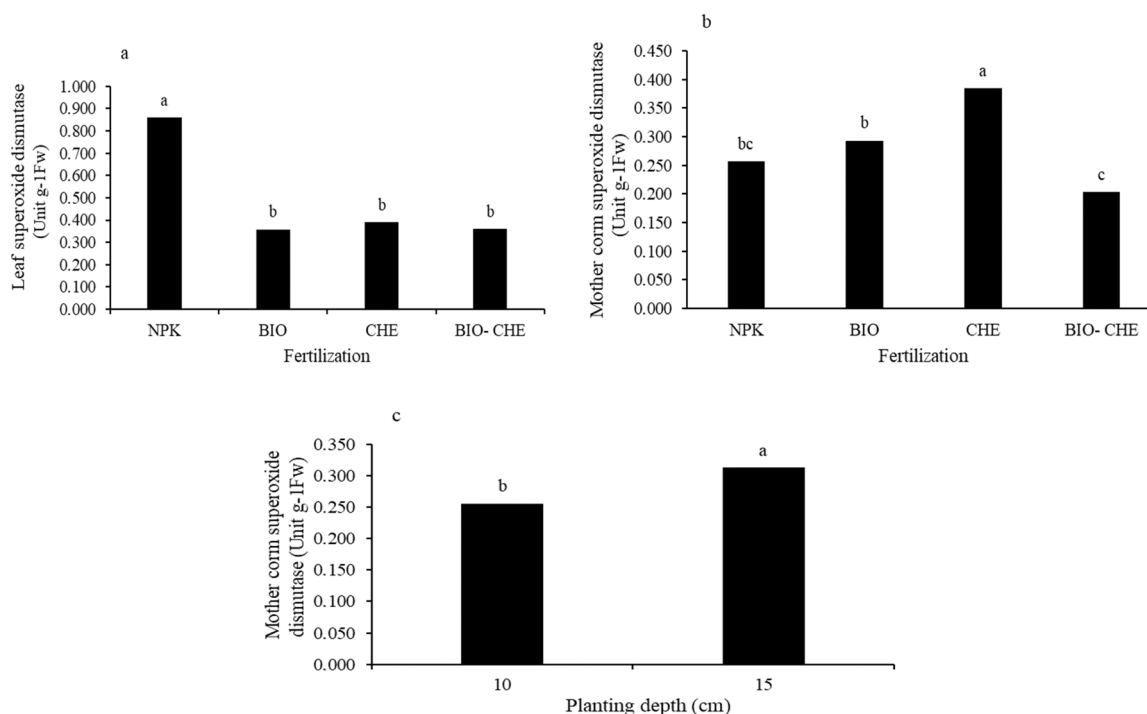 a
Leaf superoxide dismutase
(Unit g-1Fw)
1.000
0.900
0.800
0.700
0.600
0.500
0.400
0.300
0.200
0.100
0.000
a
b
b
b
NPK
BIO
CHE
BIO- CHE
Fertilization
b
Mother corm superoxide dismutase
(Unit g-1Fw)
0.450
0.400
0.350
0.300
0.250
0.200
0.150
0.100
0.050
0.000
bc
b
a
c
NPK
BIO
CHE
BIO- CHE
Fertilization
c
Mother corm superoxide
dismutase (Unit g-1Fw)
0.350
0.300
0.250
0.200
0.150
0.100
0.050
0.000
b
a
10
15
Planting depth (cm)